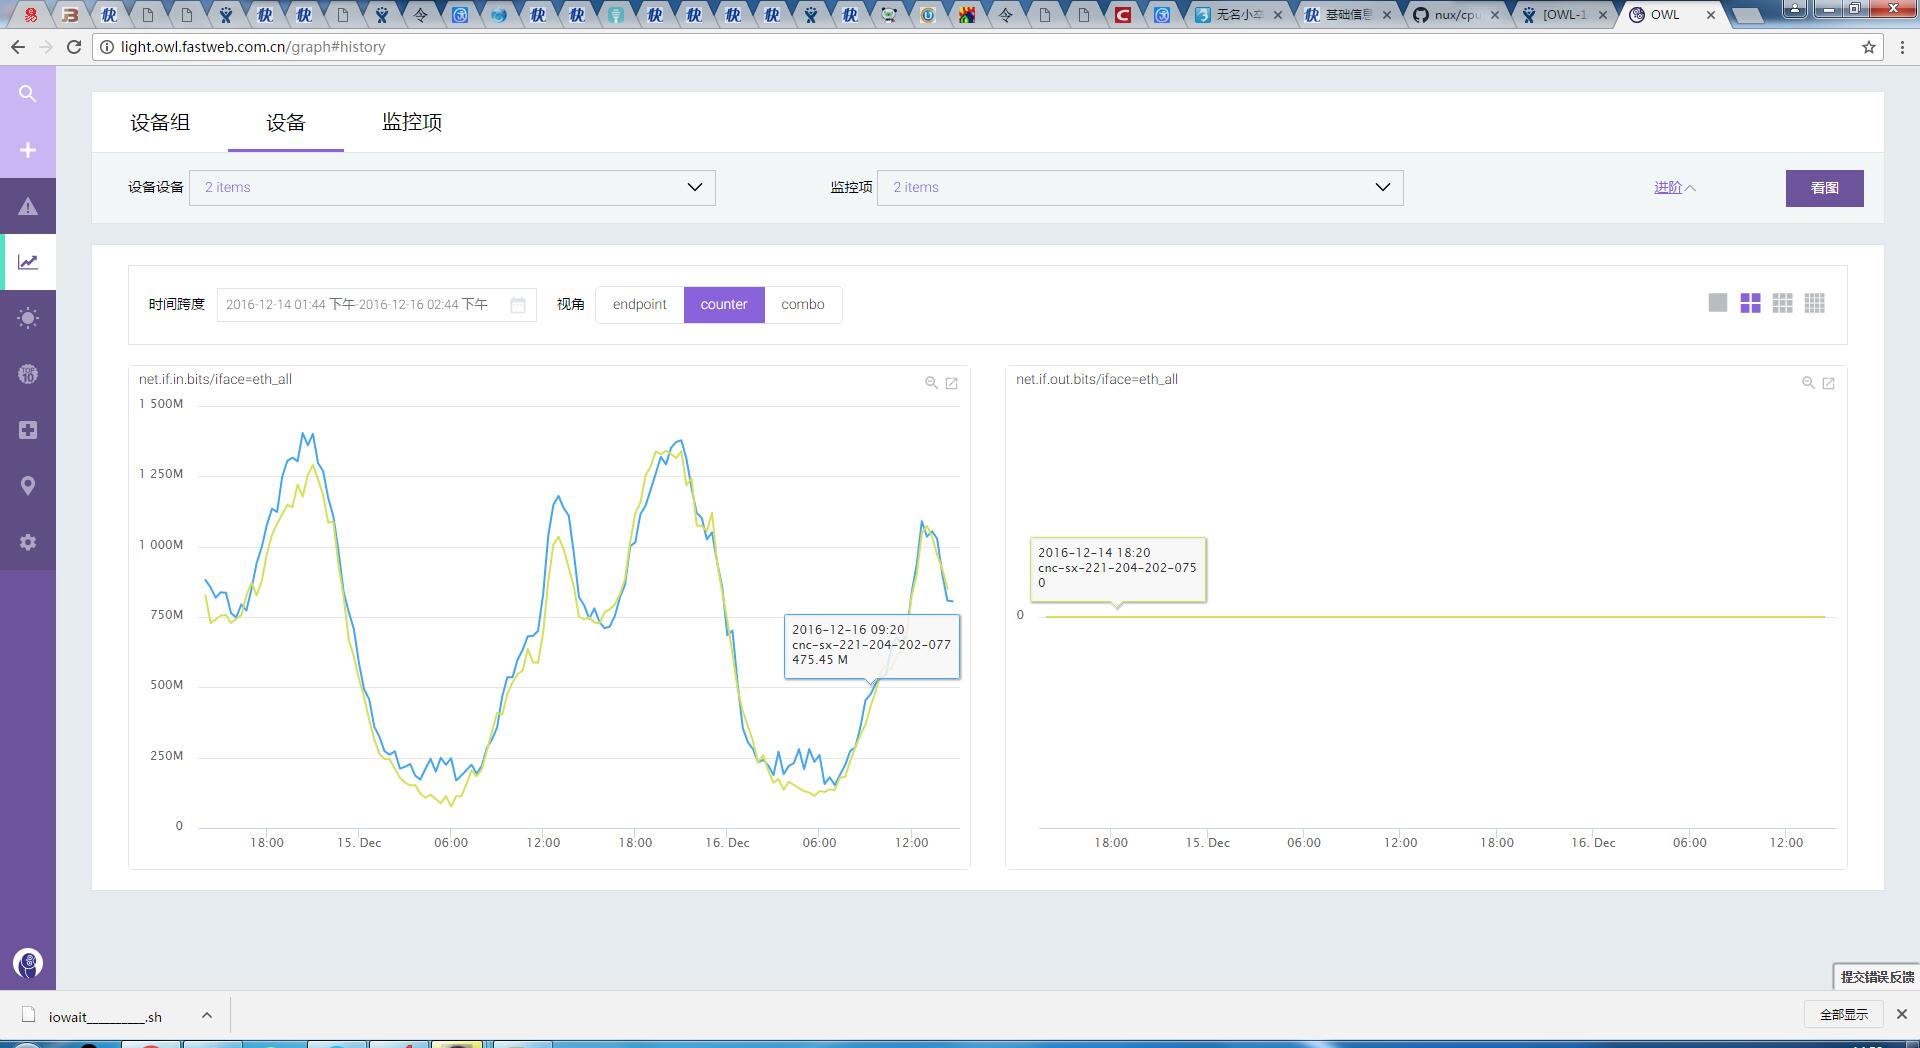 无名小卒
基础信息
nux/cpu
[OWL-1
OWL
light.owl.fastweb.com.cn/graph#history
设备组
设备
监控项
设备设备
2 items
监控项
2 items
进阶
看图
时间跨度
2016-12-14 01:44 下午-2016-12-16 02:44 下午
视角
endpoint
counter
combo
net.if.in.bits/iface=eth_all
1 500M
1 250M
1 000M
750M
500M
250M
0
2016-12-16 09:20
cnc-sx-221-204-202-077
475.45 M
18:00
15. Dec
06:00
12:00
18:00
16. Dec
06:00
12:00
net.if.out.bits/iface=eth_all
2016-12-14 18:20
cnc-sx-221-204-202-075
0
0
18:00
15. Dec
06:00
12:00
18:00
16. Dec
06:00
12:00
提交错误反馈
iowait_________.sh
全部显示